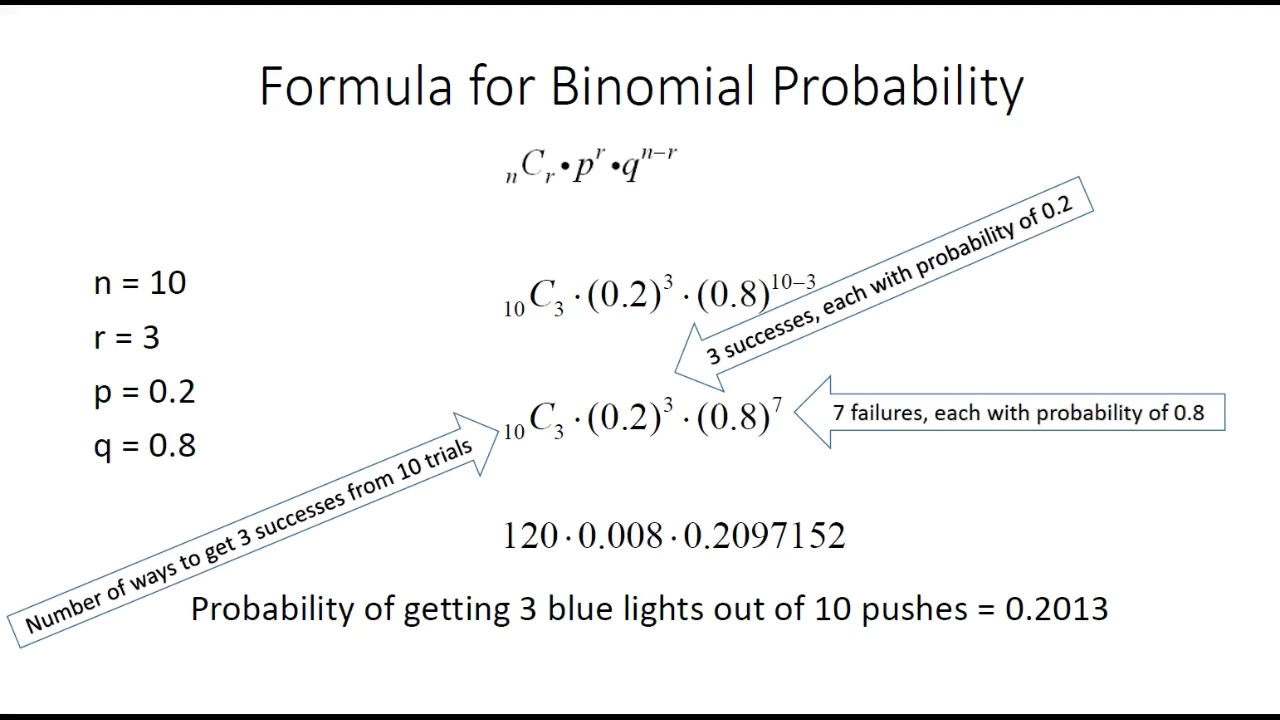 Formula for Binomial Probability
ₙCᵣ•pʳ•qⁿ⁻ʳ
n = 10
r = 3
p = 0.2
q = 0.8
₁₀C₃·(0.2)³·(0.8)¹⁰⁻³
3 successes, each with probability of 0.2
₁₀C₃·(0.2)³·(0.8)⁷
7 failures, each with probability of 0.8
Number of ways to get 3 successes from 10 trials
120·0.008·0.2097152
Probability of getting 3 blue lights out of 10 pushes = 0.2013